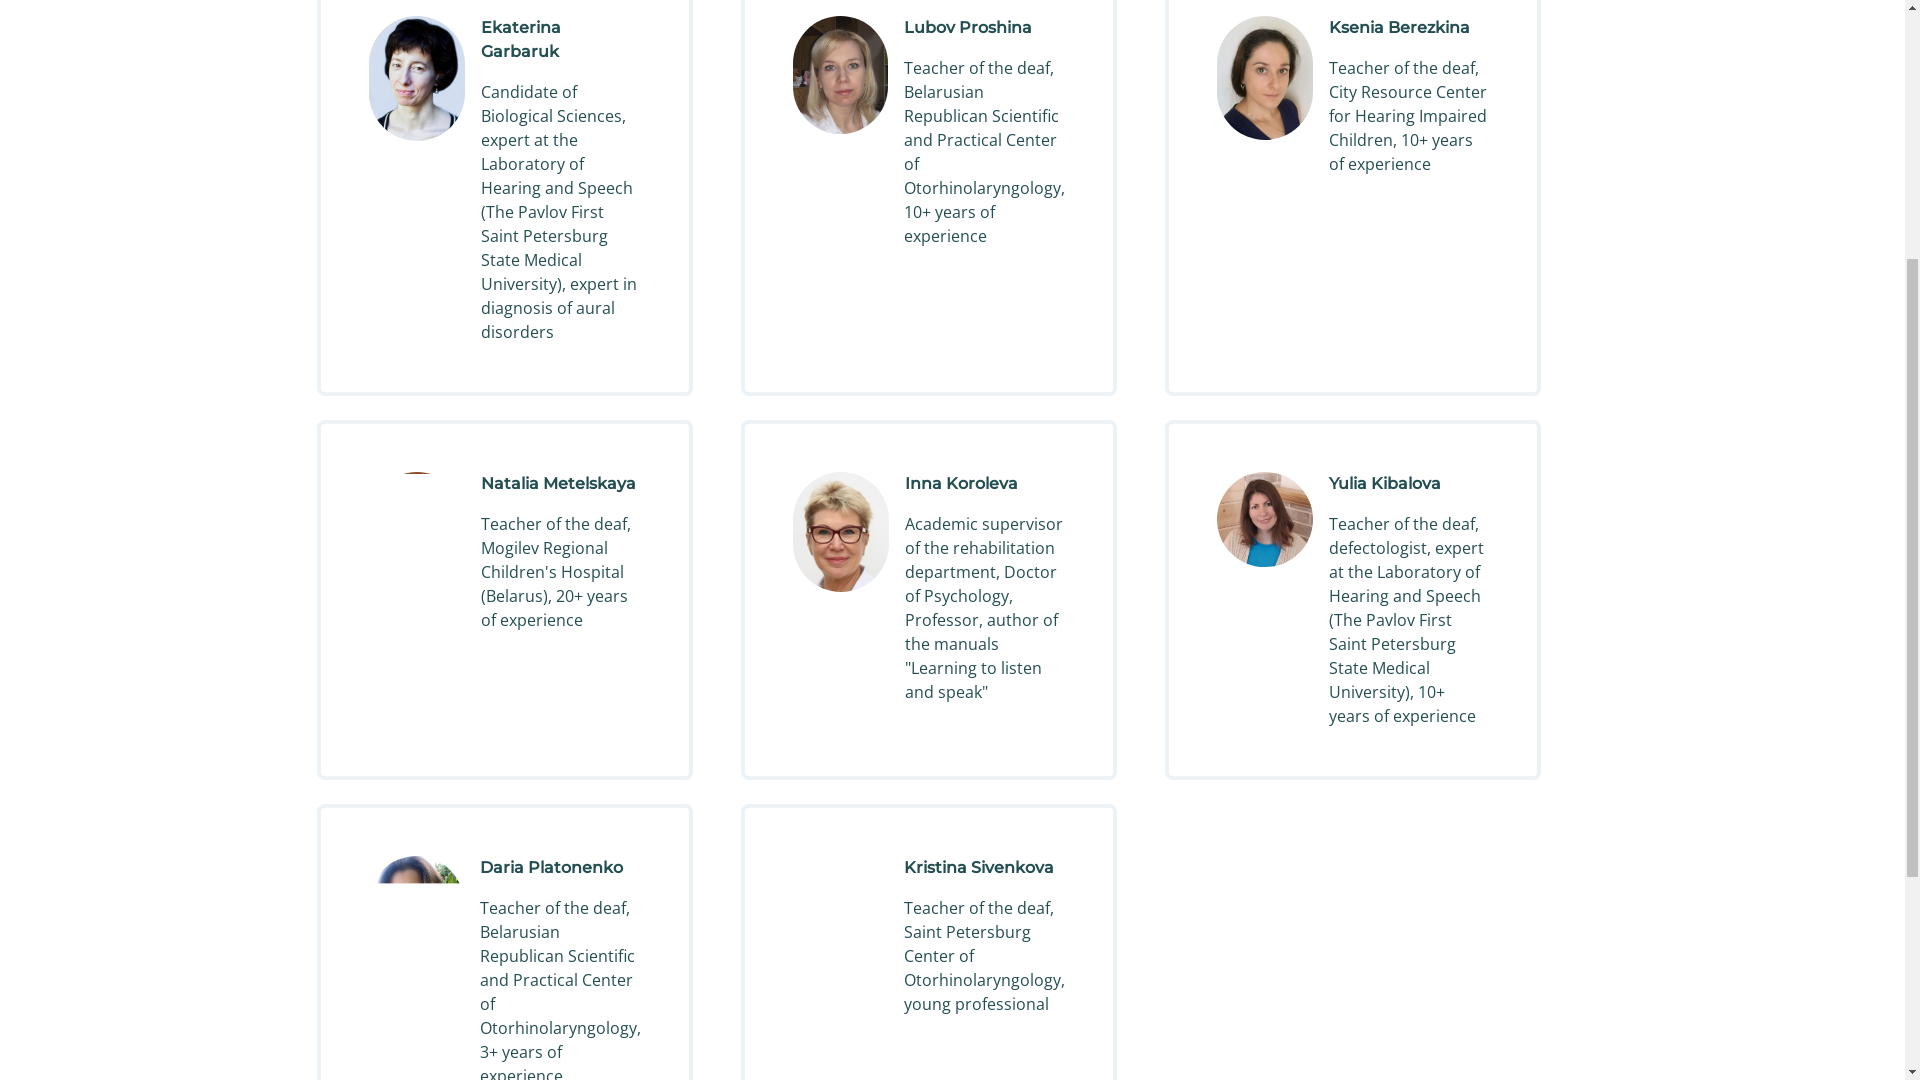 Ekaterina
Garbaruk
Candidate of
Biological Sciences,
expert at the
Laboratory of
Hearing and Speech
(The Pavlov First
Saint Petersburg
State Medical
University), expert in
diagnosis of aural
disorders
Lubov Proshina
Teacher of the deaf,
Belarusian
Republican Scientific
and Practical Center
of
Otorhinolaryngology,
10+ years of
experience
Ksenia Berezkina
Teacher of the deaf,
City Resource Center
for Hearing Impaired
Children, 10+ years
of experience
Natalia Metelskaya
Teacher of the deaf,
Mogilev Regional
Children's Hospital
(Belarus), 20+ years
of experience
Inna Koroleva
Academic supervisor
of the rehabilitation
department, Doctor
of Psychology,
Professor, author of
the manuals
"Learning to listen
and speak"
Yulia Kibalova
Teacher of the deaf,
defectologist, expert
at the Laboratory of
Hearing and Speech
(The Pavlov First
Saint Petersburg
State Medical
University), 10+
years of experience
Daria Platonenko
Teacher of the deaf,
Belarusian
Republican Scientific
and Practical Center
of
Otorhinolaryngology,
3+ years of
experience
Kristina Sivenkova
Teacher of the deaf,
Saint Petersburg
Center of
Otorhinolaryngology,
young professional